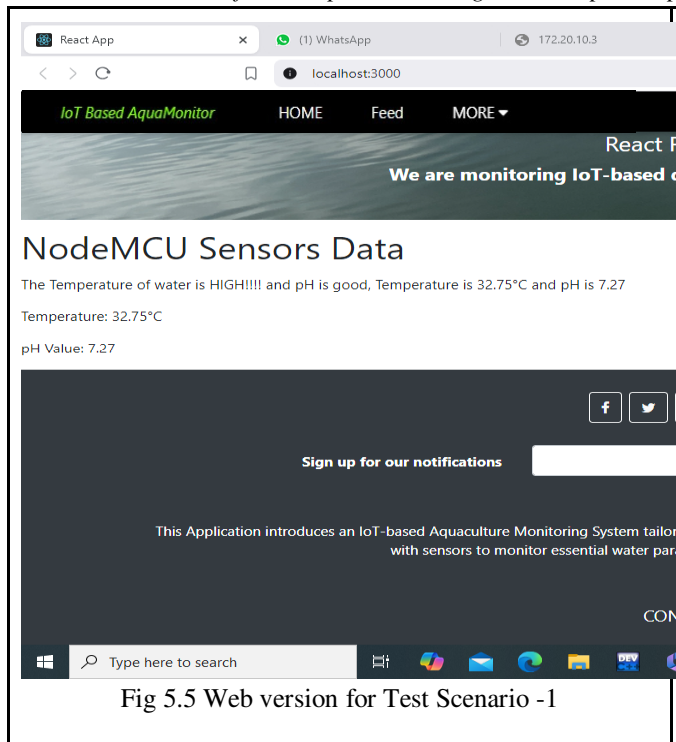 React App × (1) WhatsApp 172.20.10.3
localhost:3000
IoT Based AquaMonitor HOME Feed MORE
React
We are monitoring IoT-based
NodeMCU Sensors Data
The Temperature of water is HIGH!!!! and pH is good, Temperature is 32.75°C and pH is 7.27
Temperature: 32.75°C
pH Value: 7.27
Sign up for our notifications
This Application introduces an IoT-based Aquaculture Monitoring System
with sensors to monitor essential water
Type here to search DEV
Fig 5.5 Web version for Test Scenario -1